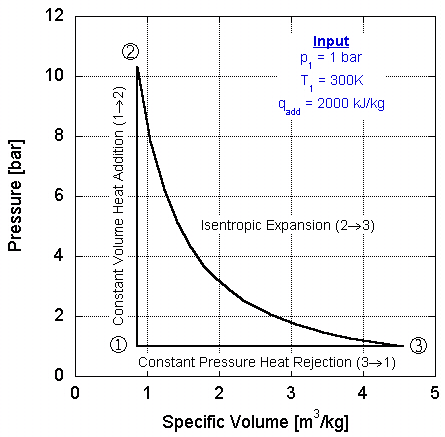 12
10
8
6
4
2
0
Pressure [bar]
②
Input
p1 = 1 bar
T1 = 300K
qadd = 2000 kJ/kg
Constant Volume Heat Addition (1→2)
Isentropic Expansion (2→3)
①
③
Constant Pressure Heat Rejection (3→1)
0 1 2 3 4 5
Specific Volume [m³/kg]